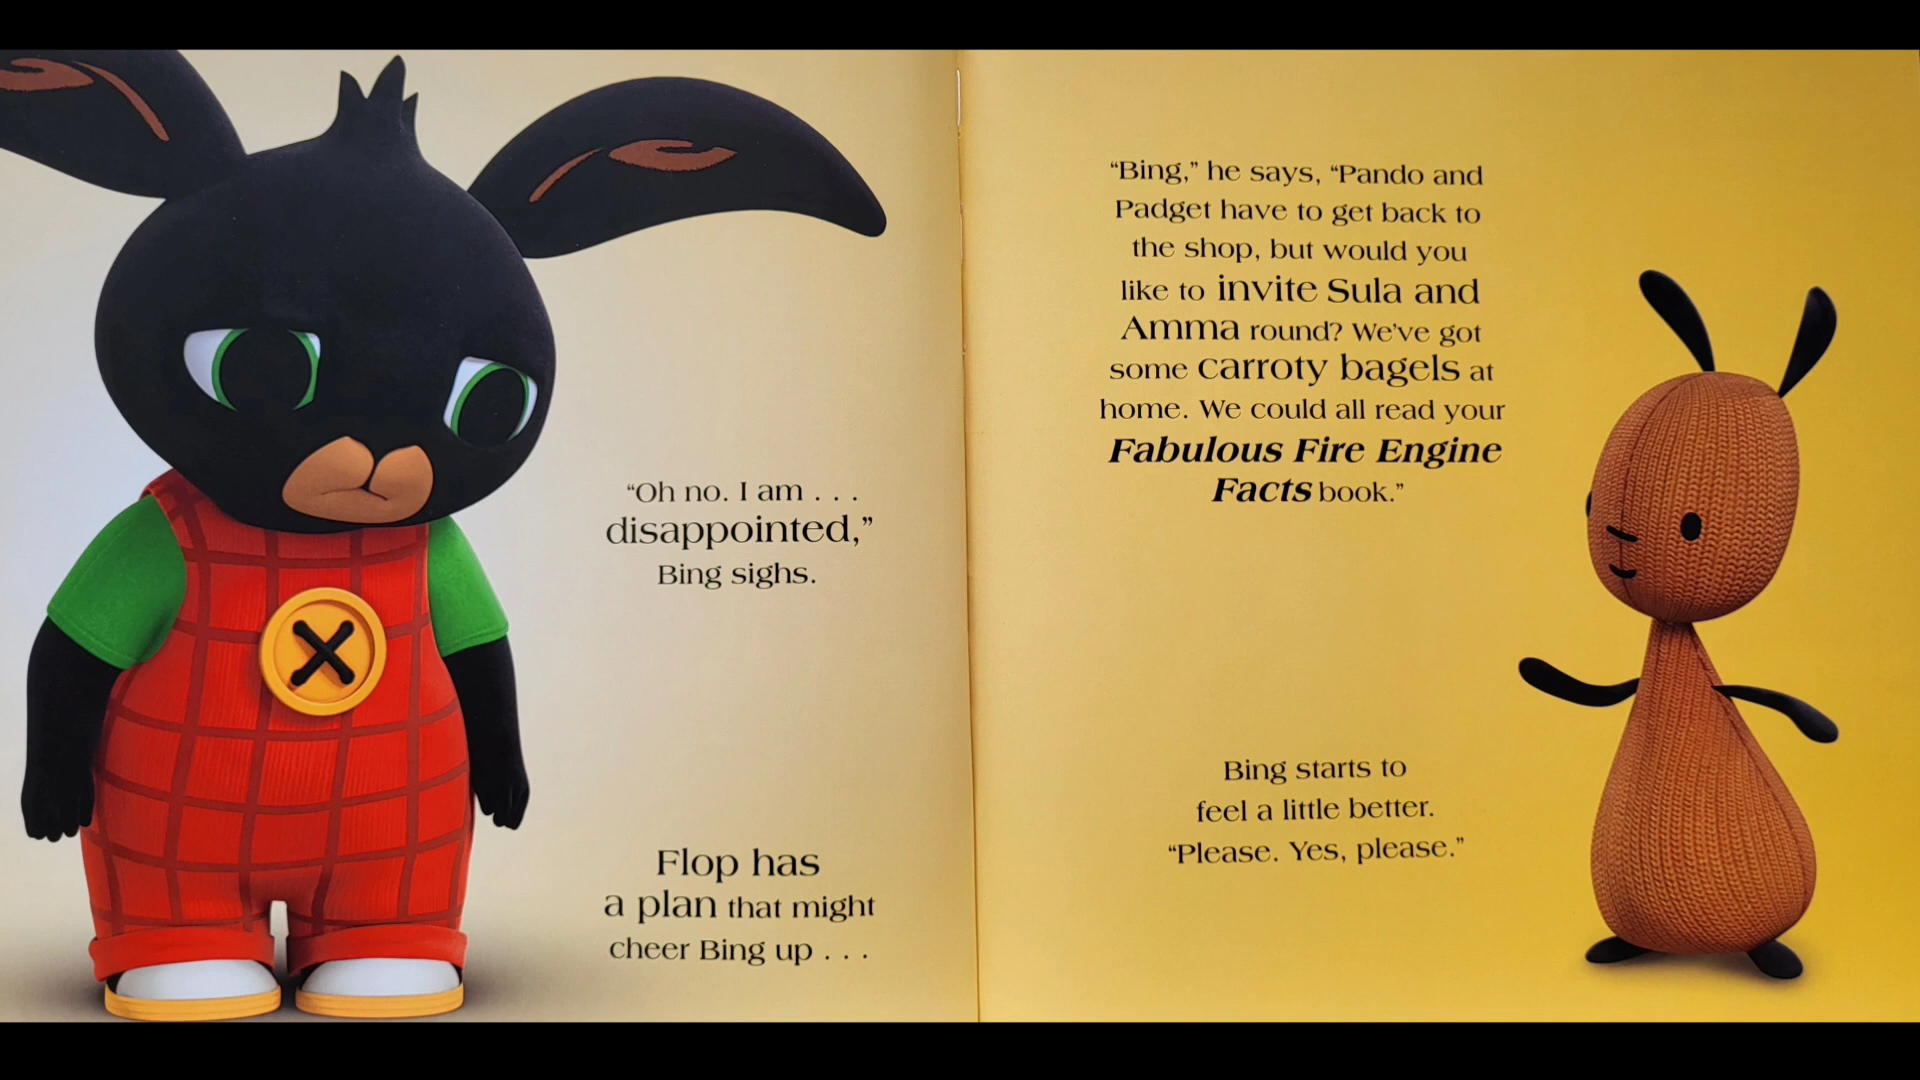 “Oh no. I am . . .
disappointed,”
Bing sighs.
Flop has
a plan that might
cheer Bing up . . .
“Bing,” he says, “Pando and
Padget have to get back to
the shop, but would you
like to invite Sula and
Amma round? We’ve got
some carroty bagels at
home. We could all read your
Fabulous Fire Engine
Facts book.”
Bing starts to
feel a little better.
“Please. Yes, please.”